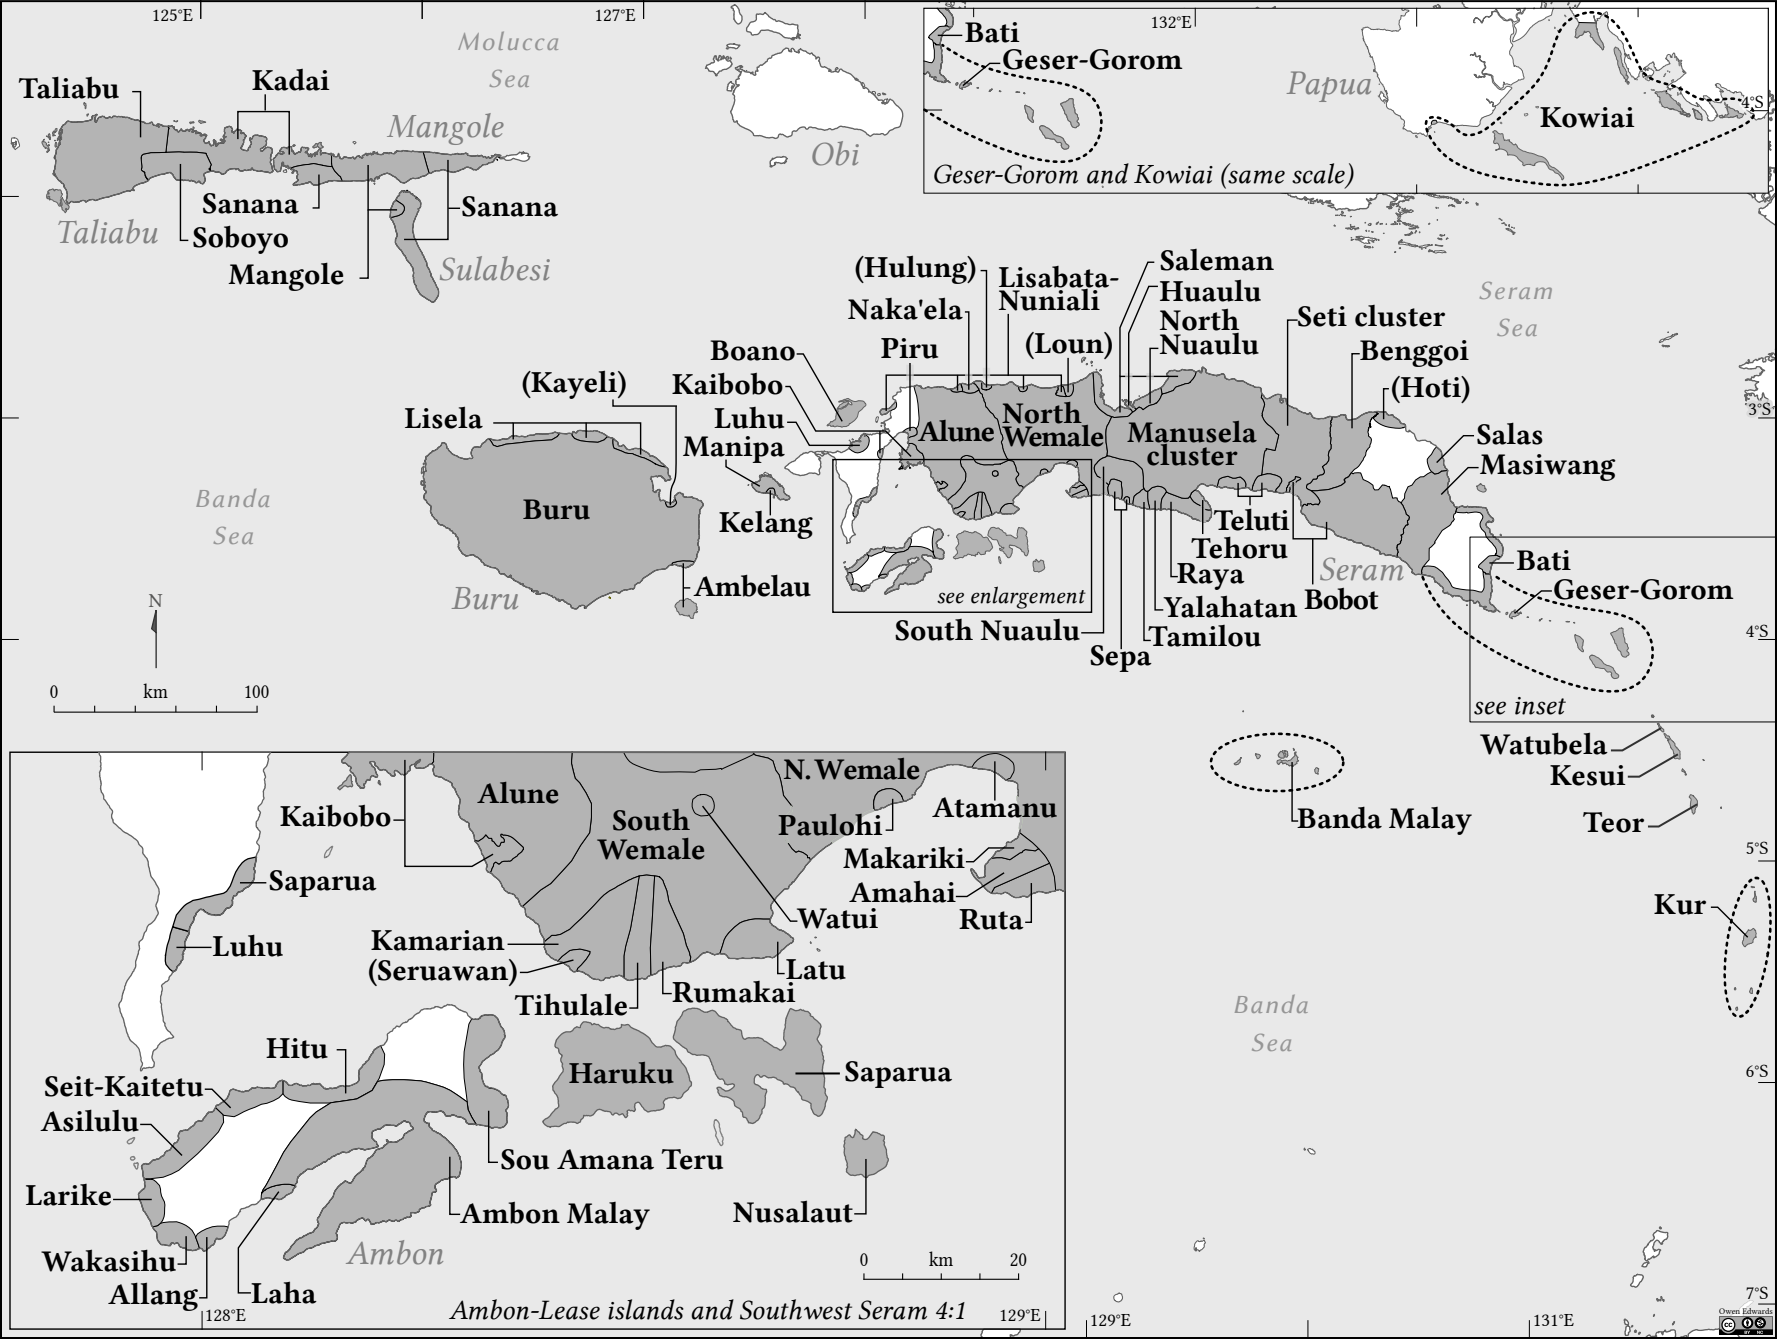 125°E
127°E
132°E
Molucca
Sea
Taliabu
Kadai
Mangole
Obi
Bati
Geser-Gorom
Papua
Kowiai
4°S
Geser-Gorom and Kowiai (same scale)
Sanana
Soboyo
Taliabu
Mangole
Sanana
Sulabesi
(Hulung)
Lisabata-
Nuniali
Naka'ela
Piru
(Loun)
Saleman
Huaulu
North
Nuaulu
Seti cluster
Benggoi
(Hoti)
Seram
Sea
Boano
Kaibobo
Luhu
Manipa
Kelang
(Kayeli)
Lisela
Buru
Buru
Ambelau
Banda
Sea
Alune
North
Wemale
Manusela
cluster
3°S
Salas
Masiwang
Teluti
Tehoru
Raya
Yalahatan
Tamilou
Sepa
South Nuaulu
Bobot
Seram
see enlargement
Bati
Geser-Gorom
4°S
see inset
N
0 km 100
Watubela
Kesui
Teor
Banda Malay
5°S
Kur
Banda
Sea
6°S
7°S
Kaibobo
Alune
South
Wemale
N. Wemale
Paulohi
Atamanu
Makariki
Amahai
Ruta
Watui
Latu
Saparua
Luhu
Kamarian
(Seruawan)
Tihulale
Rumakai
Hitu
Seit-Kaitetu
Asilulu
Larike
Wakasihu
Allang
Laha
Haruku
Saparua
Sou Amana Teru
Ambon Malay
Ambon
Nusalaut
0 km 20
128°E
Ambon-Lease islands and Southwest Seram 4:1
129°E
129°E
131°E
Owen Edwards
CC
BY NC